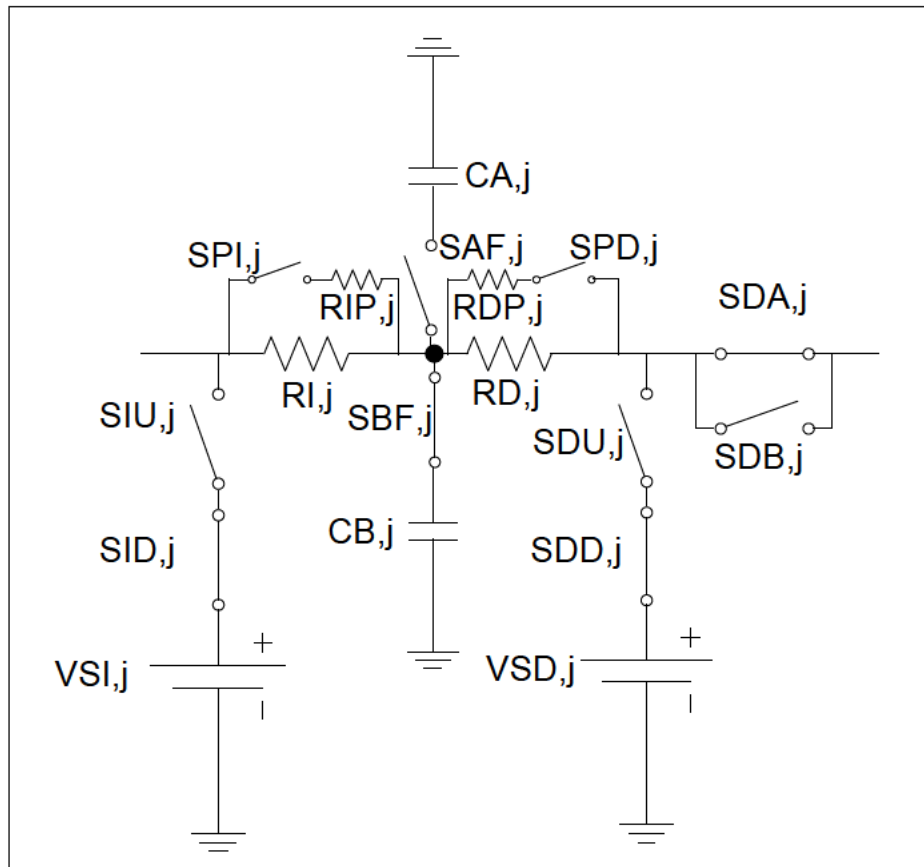 CA,j
SPI,j
SAF,j
SPD,j
RIP,j
RDP,j
SDA,j
RI,j
RD,j
SIU,j
SBF,j
SDU,j
SDB,j
CB,j
SID,j
SDD,j
+
+
VSI,j
VSD,j